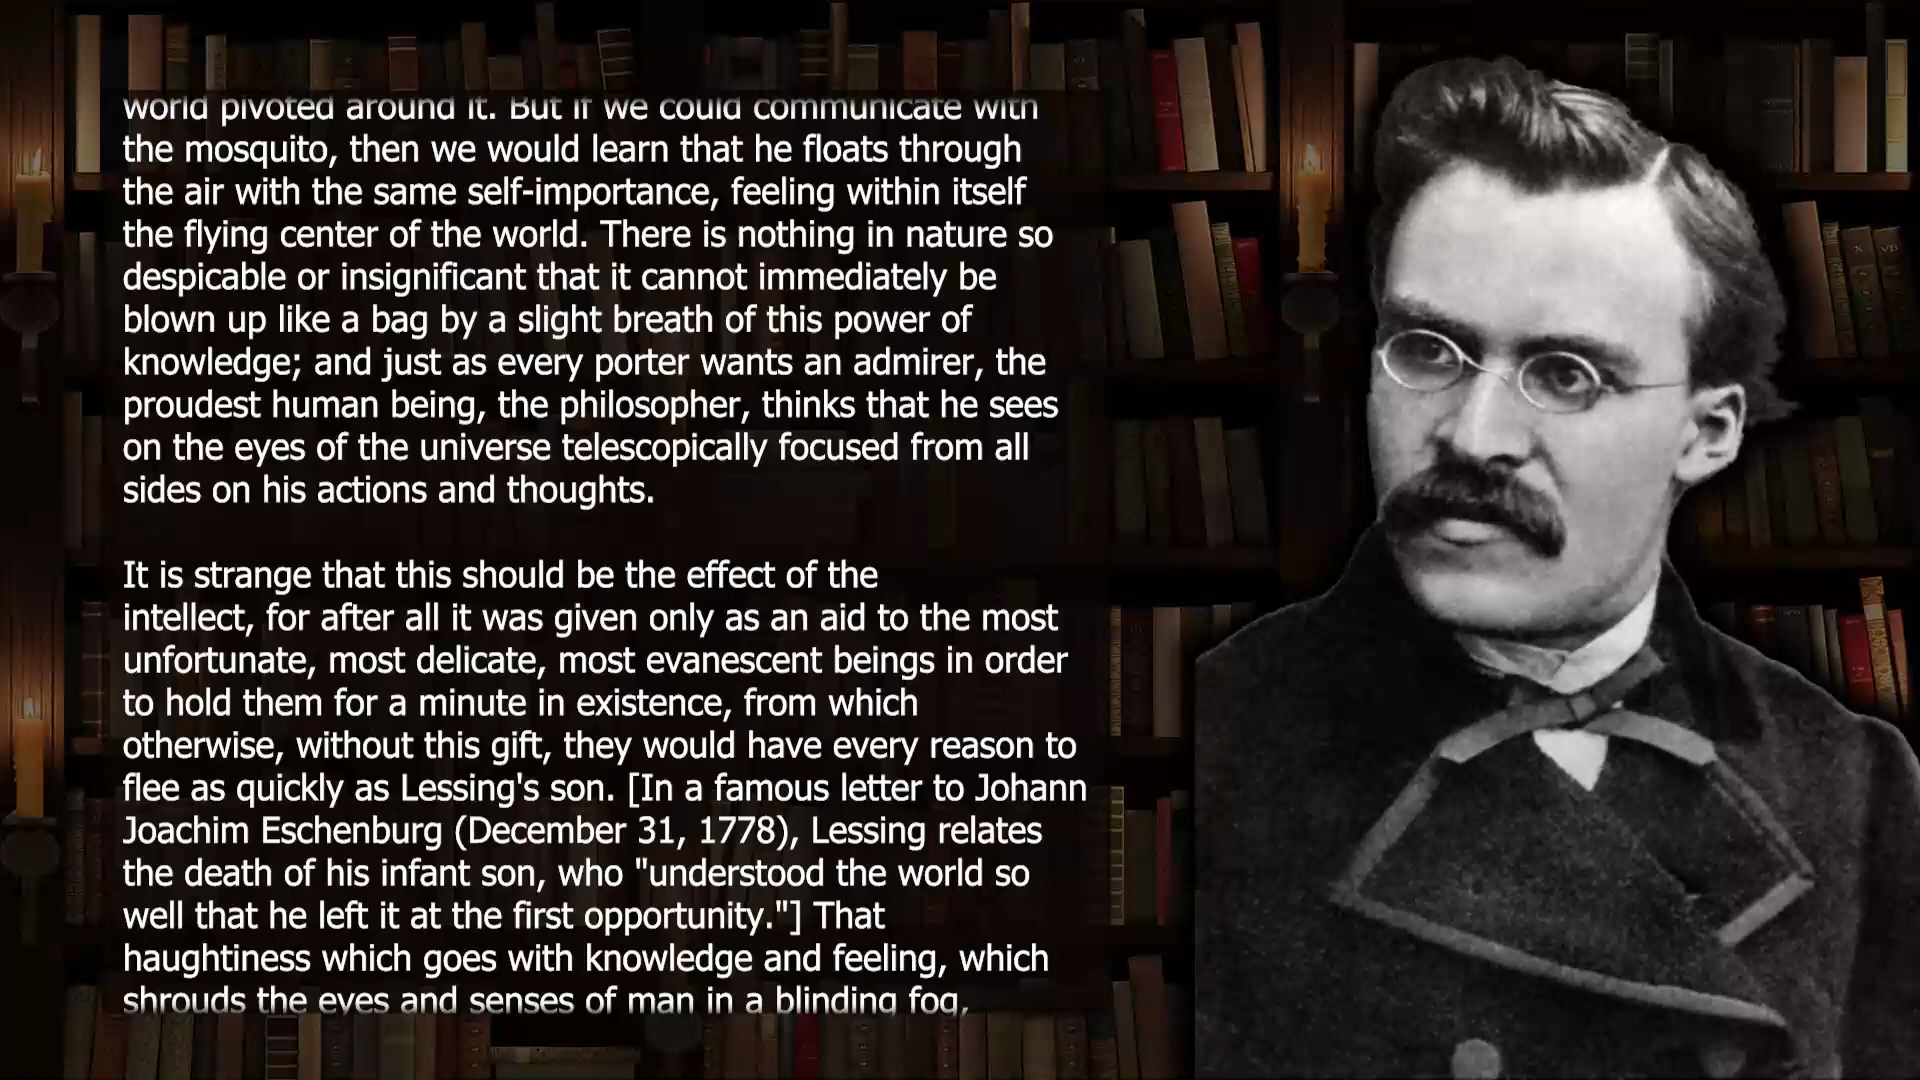 world pivoted around it. But if we could communicate with
the mosquito, then we would learn that he floats through
the air with the same self-importance, feeling within itself
the flying center of the world. There is nothing in nature so
despicable or insignificant that it cannot immediately be
blown up like a bag by a slight breath of this power of
knowledge; and just as every porter wants an admirer, the
proudest human being, the philosopher, thinks that he sees
on the eyes of the universe telescopically focused from all
sides on his actions and thoughts.
It is strange that this should be the effect of the
intellect, for after all it was given only as an aid to the most
unfortunate, most delicate, most evanescent beings in order
to hold them for a minute in existence, from which
otherwise, without this gift, they would have every reason to
flee as quickly as Lessing's son. [In a famous letter to Johann
Joachim Eschenburg (December 31, 1778), Lessing relates
the death of his infant son, who "understood the world so
well that he left it at the first opportunity."] That
haughtiness which goes with knowledge and feeling, which
shrouds the eyes and senses of man in a blinding fog,